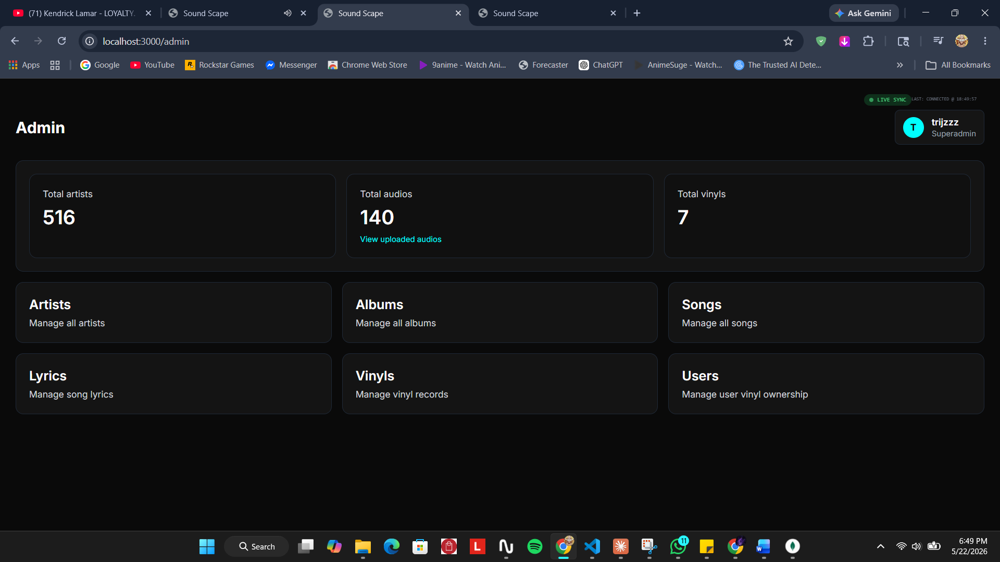 (71) Kendrick Lamar - LOYALTY.
Sound Scape
Sound Scape
Sound Scape
Ask Gemini
localhost:3000/admin
Apps
Google
YouTube
Rockstar Games
Messenger
Chrome Web Store
9anime - Watch Ani...
Forecaster
ChatGPT
AnimeSuge - Watch...
The Trusted AI Dete...
All Bookmarks
LIVE SYNC
LAST: CONNECTED @ 18:49:57
Admin
T
trijzzz
Superadmin
Total artists
516
Total audios
140
View uploaded audios
Total vinyls
7
Artists
Manage all artists
Albums
Manage all albums
Songs
Manage all songs
Lyrics
Manage song lyrics
Vinyls
Manage vinyl records
Users
Manage user vinyl ownership
Search
L
11
6:49 PM
5/22/2026